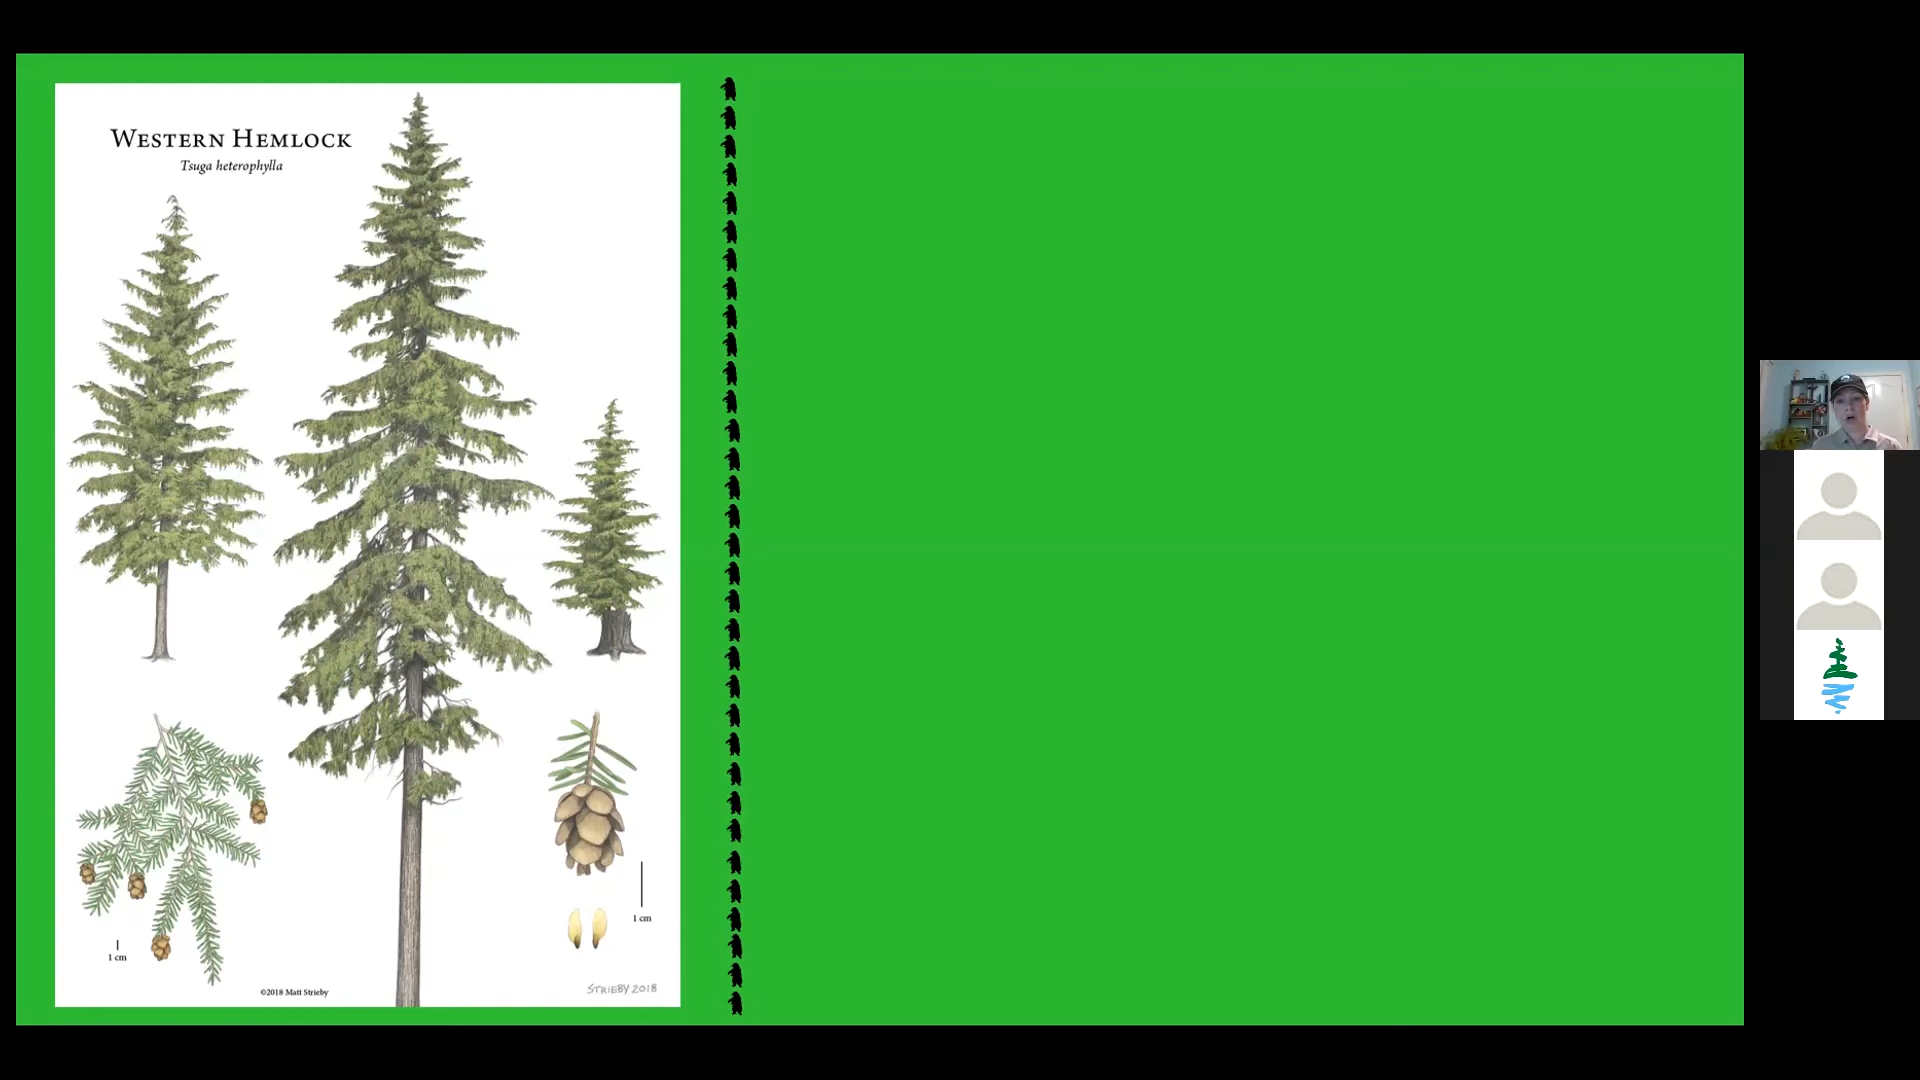 WESTERN HEMLOCK
Tsuga heterophylla
1 cm
1 cm
©2018 Matt Strieby
STRIEBY 2018